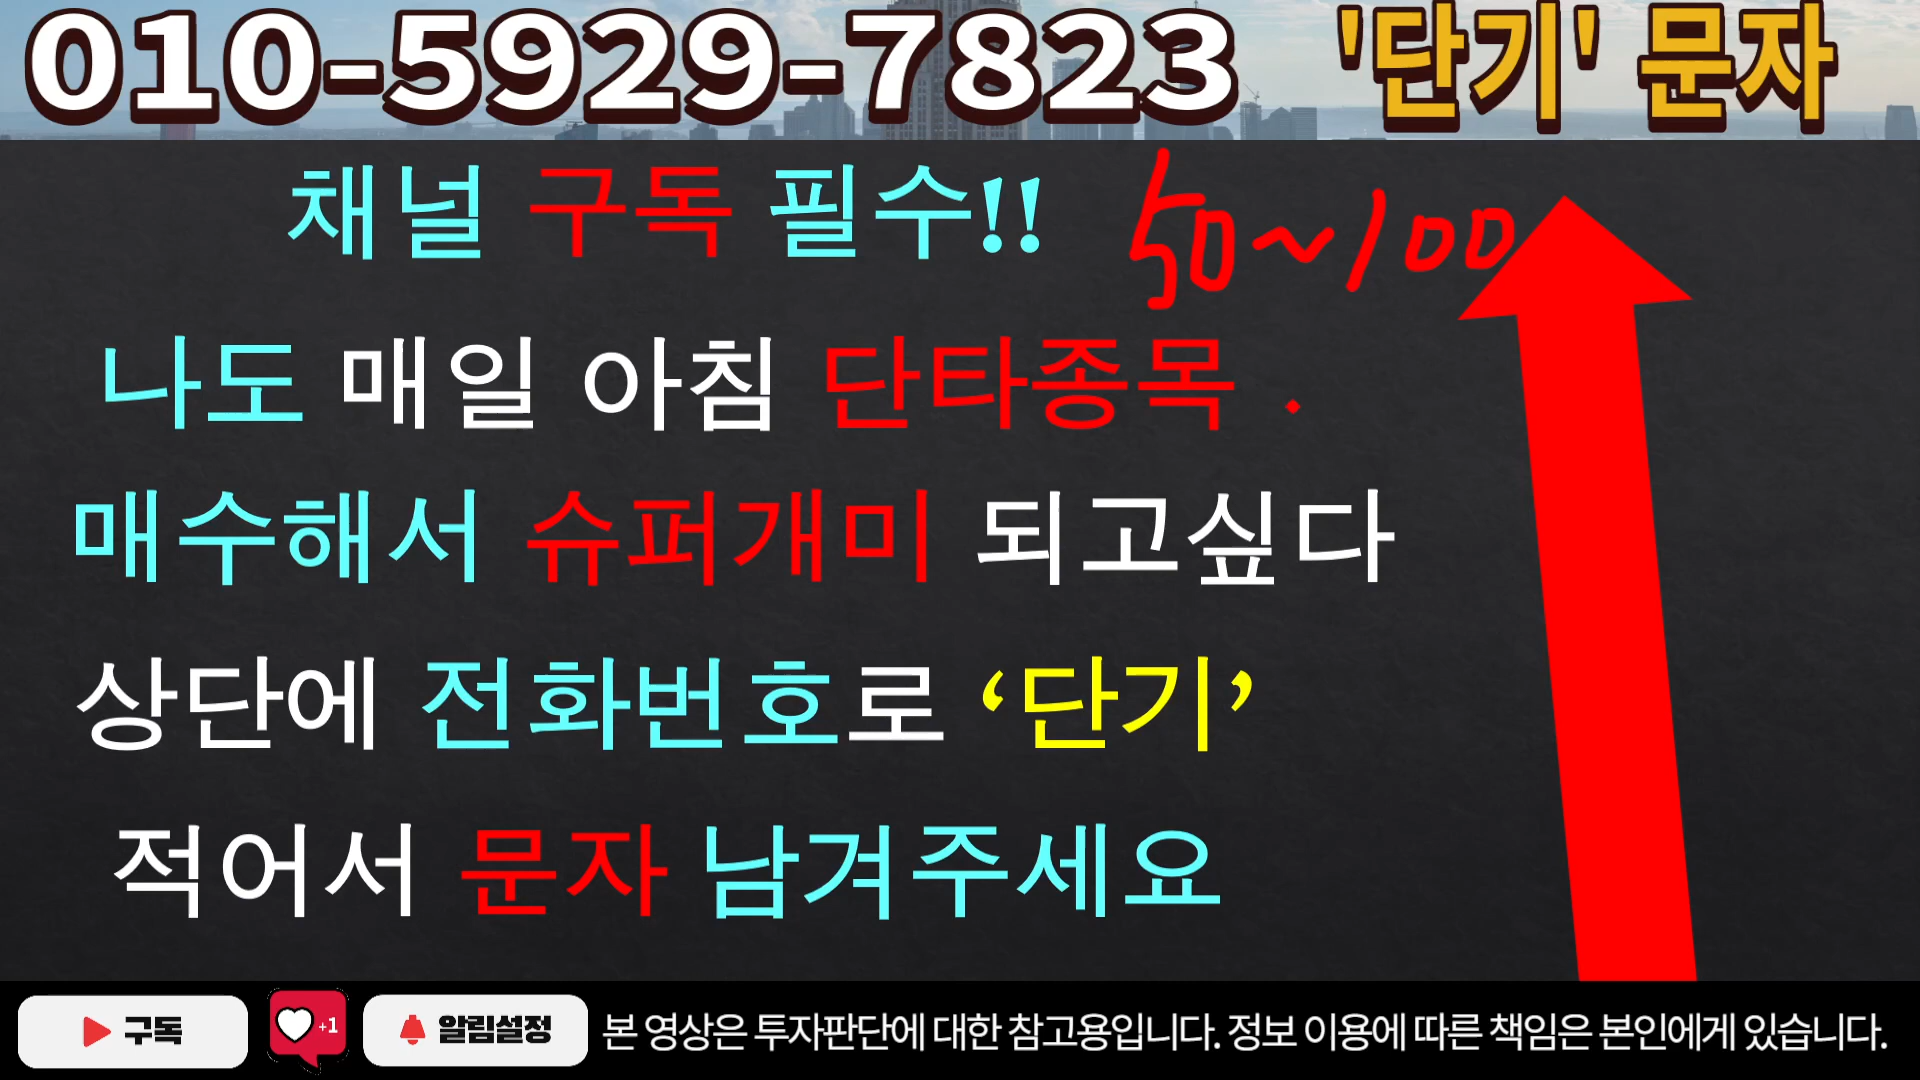 010-5929-7823 '단기' 문자
채널 구독 필수!! 50~100
나도 매일 아침 단타종목 .
매수해서 슈퍼개미 되고싶다
상단에 전화번호로 ‘단기’
적어서 문자 남겨주세요
구독 +1 알림설정 본 영상은 투자판단에 대한 참고용입니다. 정보 이용에 따른 책임은 본인에게 있습니다.